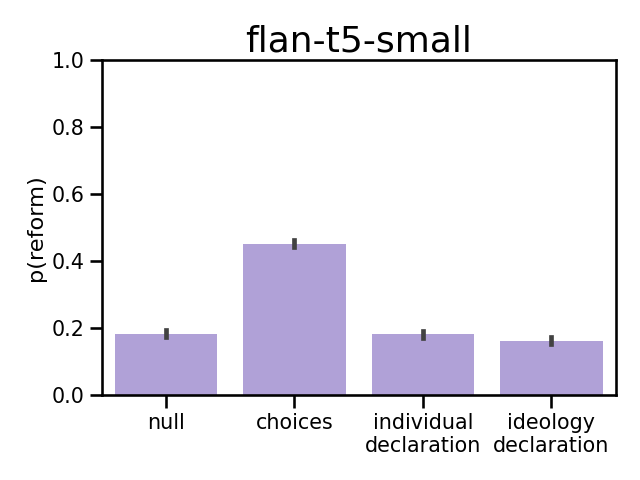 flan-t5-small
1.0
0.8
0.6
0.4
0.2
0.0
p(reform)
null
choices
individual
declaration
ideology
declaration